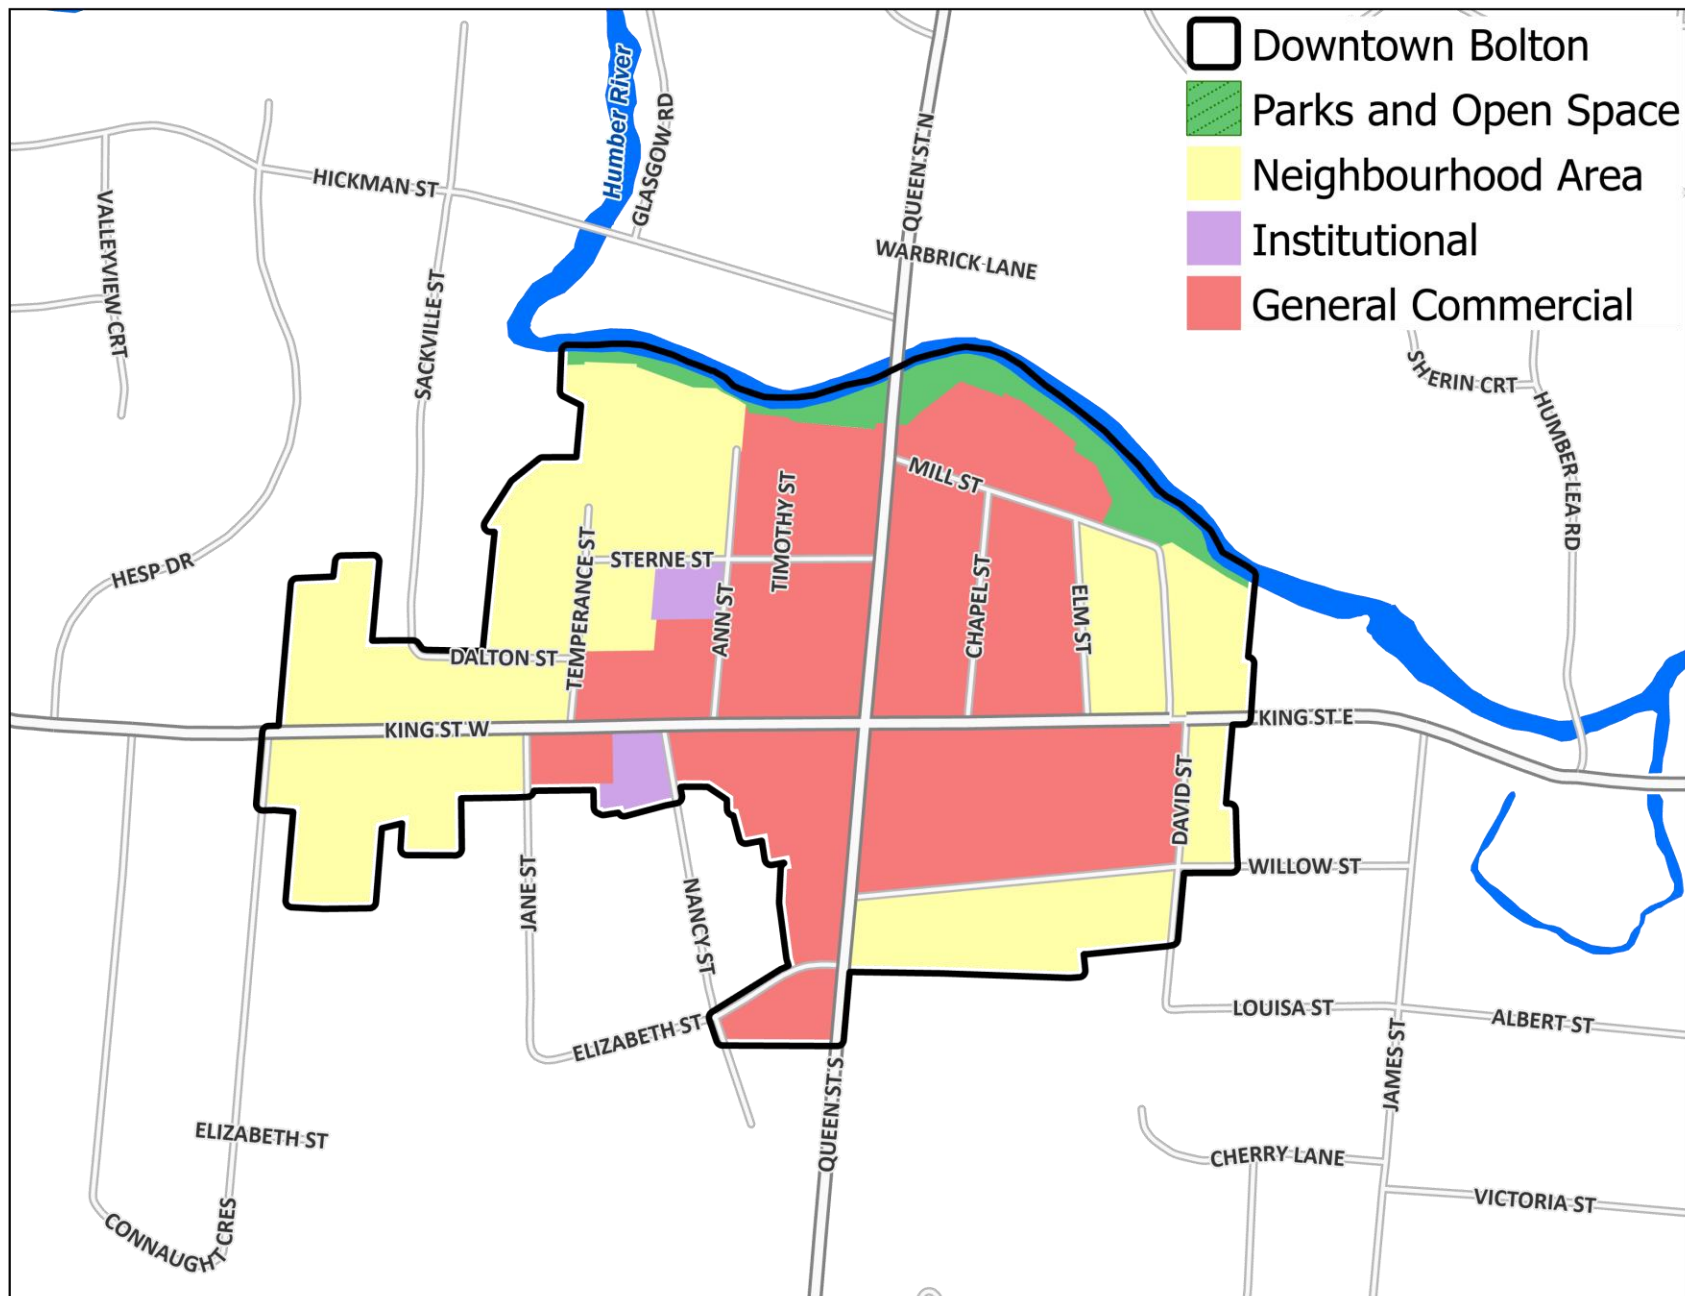 Downtown Bolton
Parks and Open Space
Neighbourhood Area
Institutional
General Commercial
Humber River
GLASGOW RD
QUEEN ST N
HICKMAN ST
VALLEYVIEW CRT
SACKVILLE ST
WARBRICK LANE
SHERIN CRT
HUMBER LEA RD
MILL ST
TIMOTHY ST
HESP DR
STERNE ST
TEMPERANCE ST
ANN ST
CHAPEL ST
ELM ST
DALTON ST
KING ST W
KING ST E
DAVID ST
WILLOW ST
JANE ST
NANCY ST
LOUISA ST
ALBERT ST
ELIZABETH ST
JAMES ST
QUEEN ST S
ELIZABETH ST
CHERRY LANE
VICTORIA ST
CONNAUGHT CRES